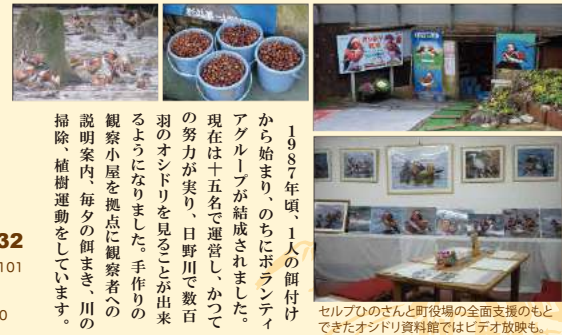 1987年頃、1人の餌付け
から始まり、のちにボランティ
アグループが結成されました。
現在は十五名で運営し、かつて
の努力が実り、日野川で数百
羽のオシドリを見ることが出来
るようになりました。手作りの
観察小屋を拠点に観察者への
説明案内、毎夕の餌まき、川の
掃除、植樹運動をしています。
32
101
0
セルプひのさんと町役場の全面支援のもと
できたオシドリ資料館ではビデオ放映も。